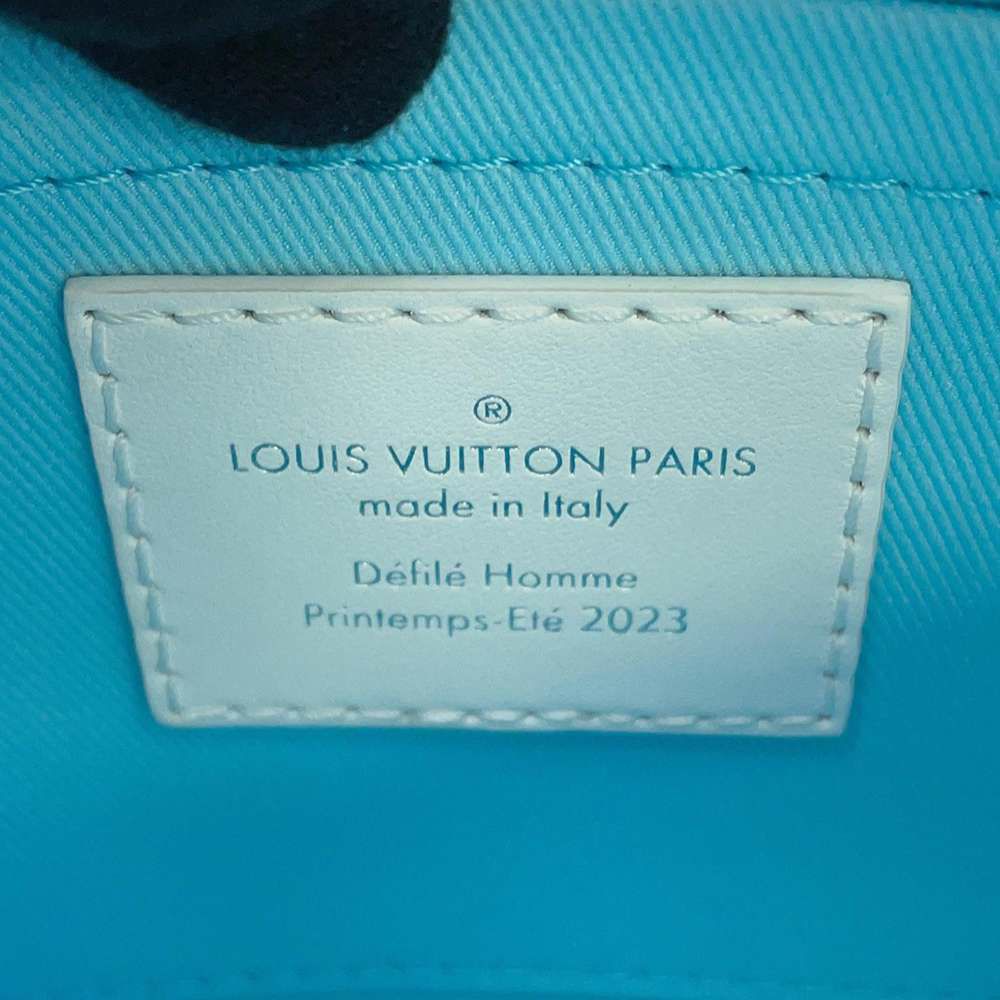 ®
LOUIS VUITTON PARIS
made in Italy
Défilé Homme
Printemps-Eté 2023